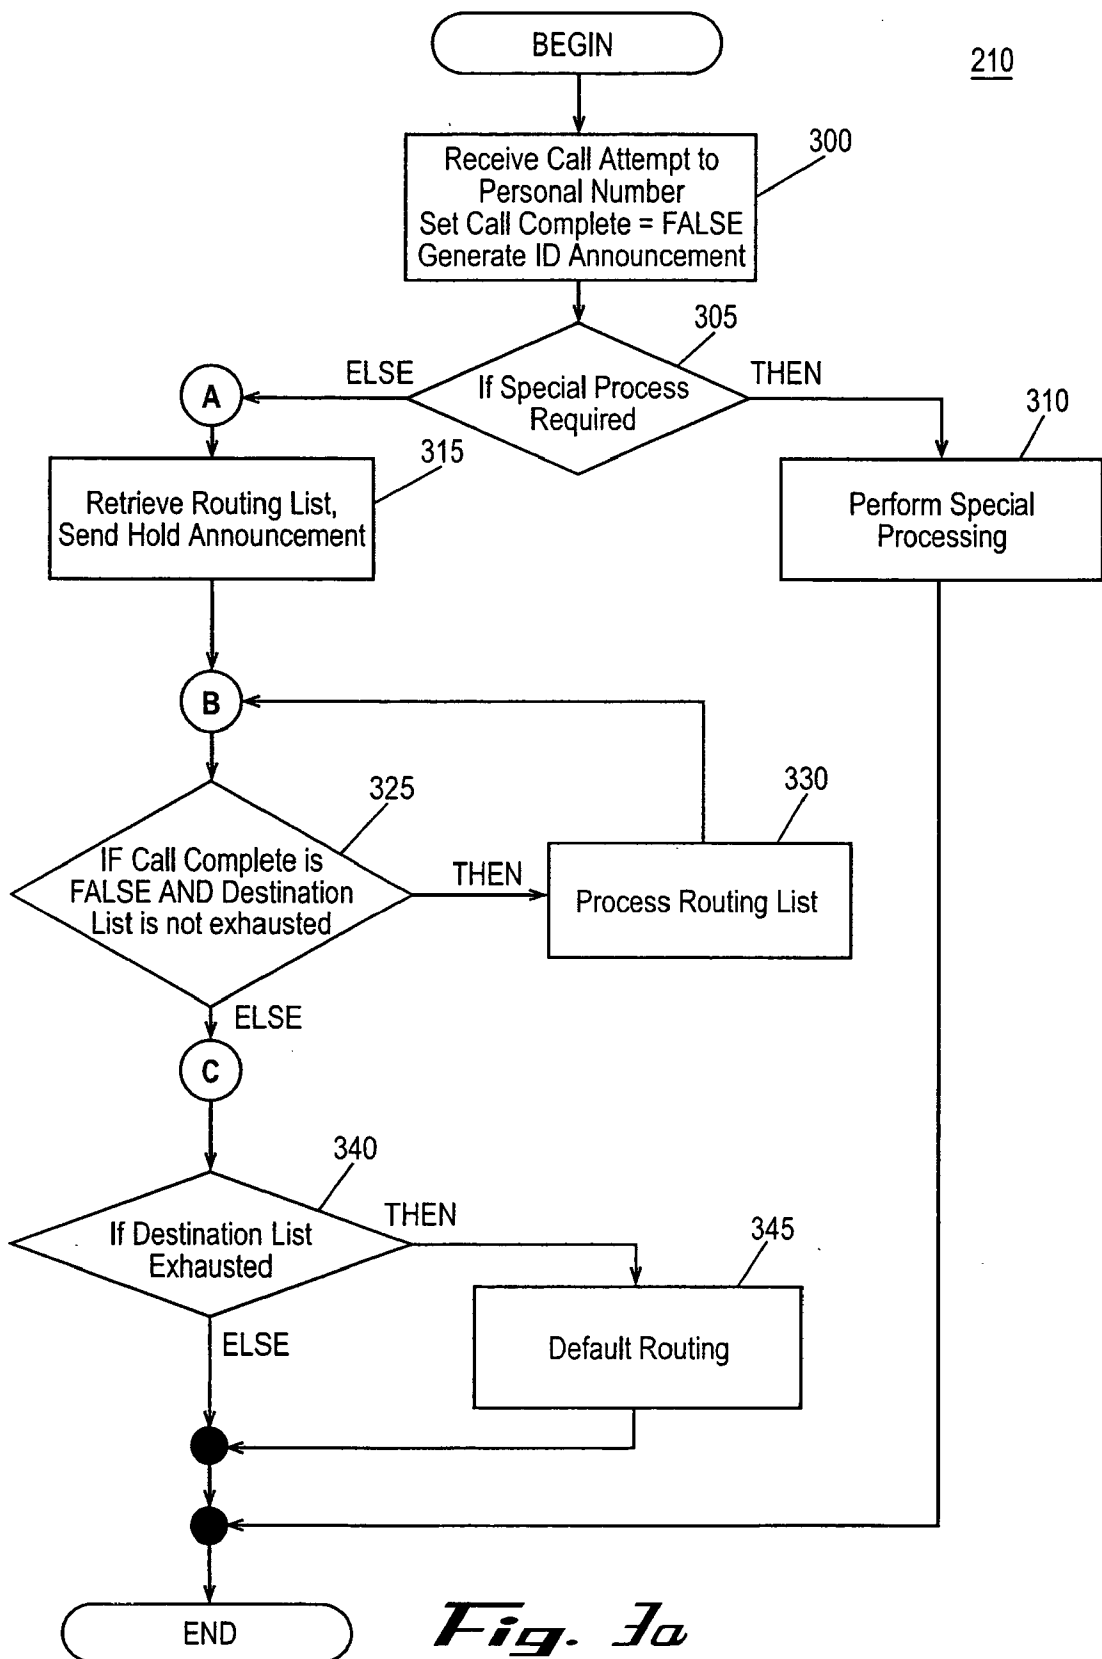 BEGIN
210
300
Receive Call Attempt to
Personal Number
Set Call Complete = FALSE
Generate ID Announcement
305
ELSE
THEN
If Special Process
Required
A
310
315
Retrieve Routing List,
Send Hold Announcement
Perform Special
Processing
B
325
330
IF Call Complete is
FALSE AND Destination
List is not exhausted
THEN
Process Routing List
ELSE
C
340
THEN
If Destination List
Exhausted
345
ELSE
Default Routing
END
Fig. 3a